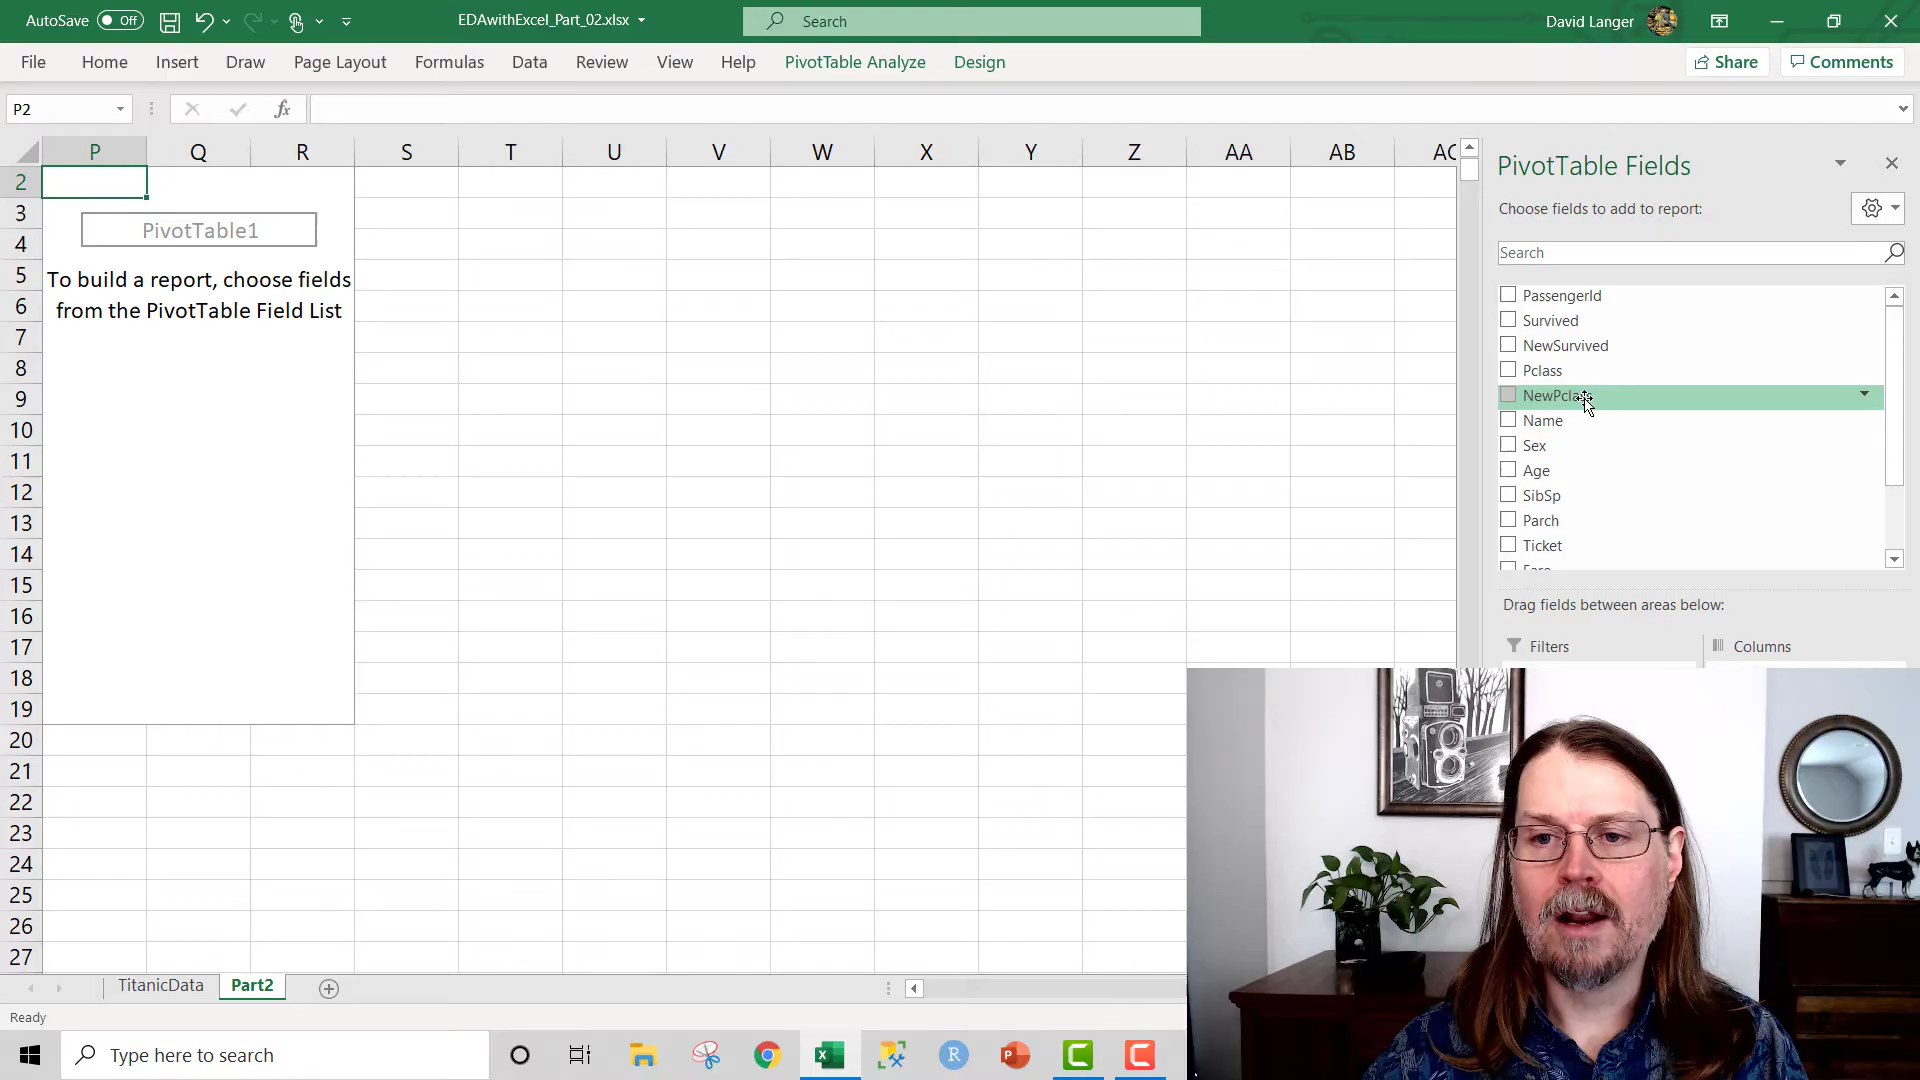 AutoSave Off
EDAwithExcel_Part_02.xlsx
Search
David Langer
File Home Insert Draw Page Layout Formulas Data Review View Help PivotTable Analyze Design Share Comments
P2 fx
P Q R S T U V W X Y Z AA AB
2
3
4
5
6
7
8
9
10
11
12
13
14
15
16
17
18
19
20
21
22
23
24
25
26
27
PivotTable1
To build a report, choose fields
from the PivotTable Field List
PivotTable Fields
Choose fields to add to report:
Search
PassengerId
Survived
NewSurvived
Pclass
Name
Sex
Age
SibSp
Parch
Ticket
Drag fields between areas below:
Filters Columns
TitanicData Part2
Ready
Type here to search